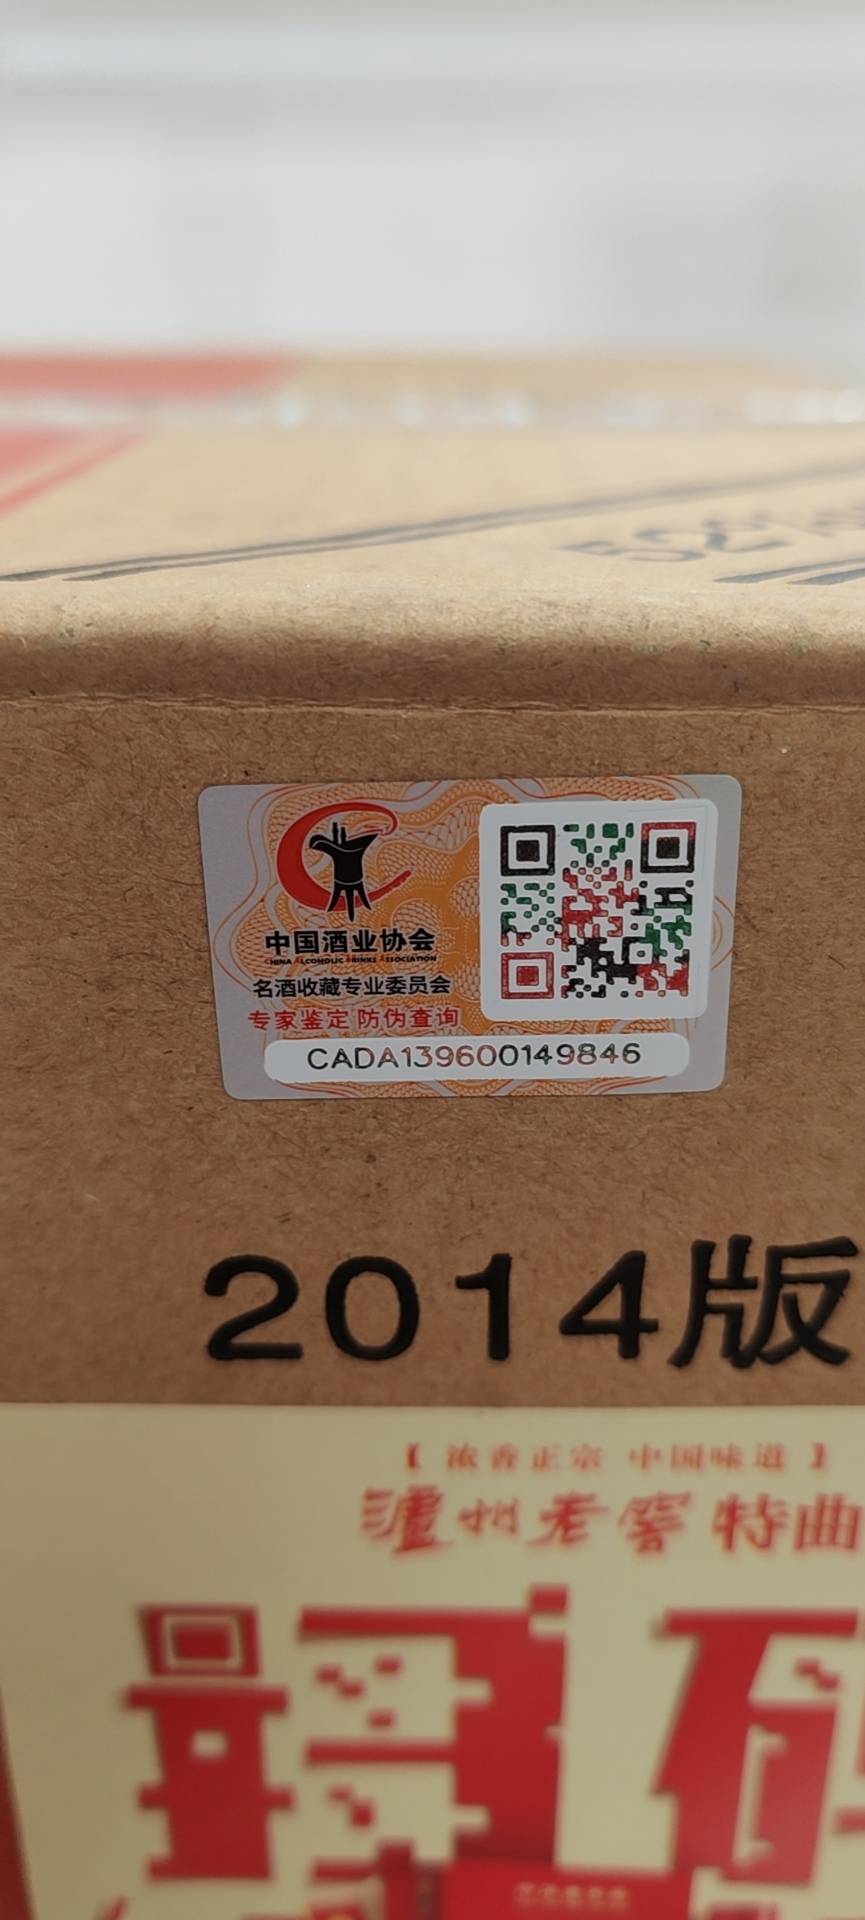 52
中国酒业协会
CHINA ALCOHOLIC DRINKS ASSOCIATION
名酒收藏专业委员会
专家鉴定 防伪查询
CADA139600149846
2014版
【 浓香正宗 中国味道 】
泸州老窖 特曲